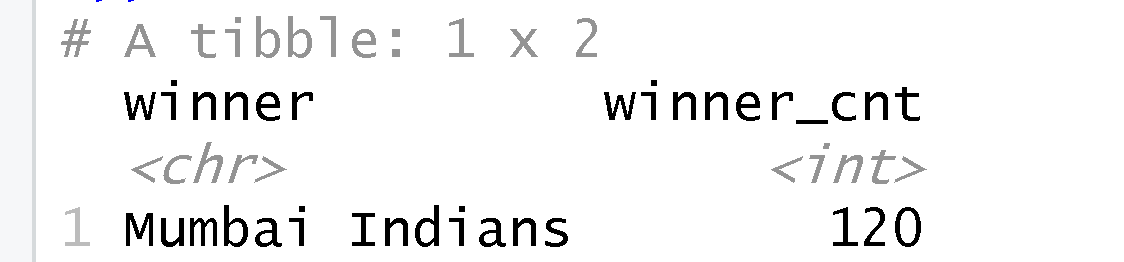 # A tibble: 1 x 2
winner winner_cnt
<chr> <int>
1 Mumbai Indians 120